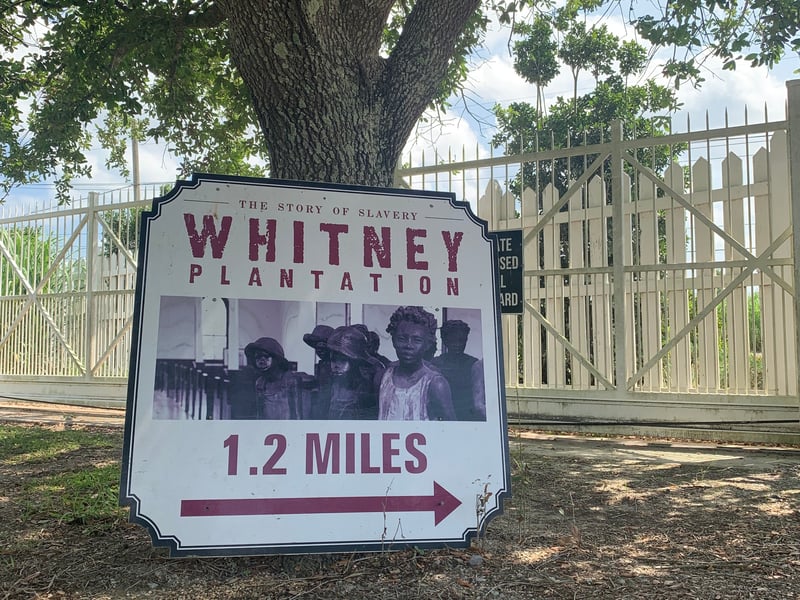 THE STORY OF SLAVERY
WHITNEY
PLANTATION
1.2 MILES